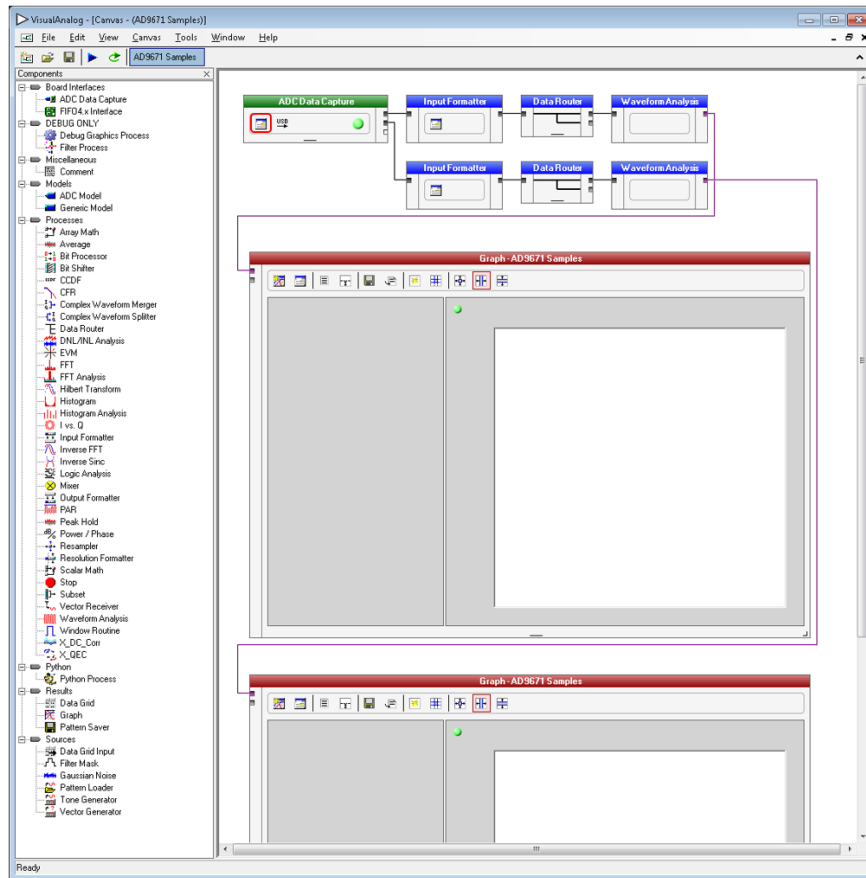 VisualAnalog - [Canvas - (AD9671 Samples)]
File Edit View Canvas Tools Window Help
AD9671 Samples
Components
Board Interfaces
ADC Data Capture
FIFO4.x Interface
DEBUG ONLY
Debug Graphics Process
Filter Process
Miscellaneous
Comment
Models
ADC Model
Generic Model
Processes
Array Math
Average
Bit Processor
Bit Shifter
CCDF
CFR
Complex Waveform Merger
Complex Waveform Splitter
Data Router
DNL/INL Analysis
EVM
FFT
FFT Analysis
Hilbert Transform
Histogram
Histogram Analysis
I vs. Q
Input Formatter
Inverse FFT
Inverse Sinc
Logic Analysis
Mixer
Output Formatter
PAR
Peak Hold
Power / Phase
Resampler
Resolution Formatter
Scalar Math
Stop
Subset
Vector Receiver
Waveform Analysis
Window Routine
X_DC_Corr
X_QEC
Python
Python Process
Results
Data Grid
Graph
Pattern Saver
Sources
Data Grid Input
Filter Mask
Gaussian Noise
Pattern Loader
Tone Generator
Vector Generator
ADC Data Capture Input Formatter Data Router Waveform Analysis
USB
Input Formatter Data Router Waveform Analysis
Graph - AD9671 Samples
Graph - AD9671 Samples
Ready